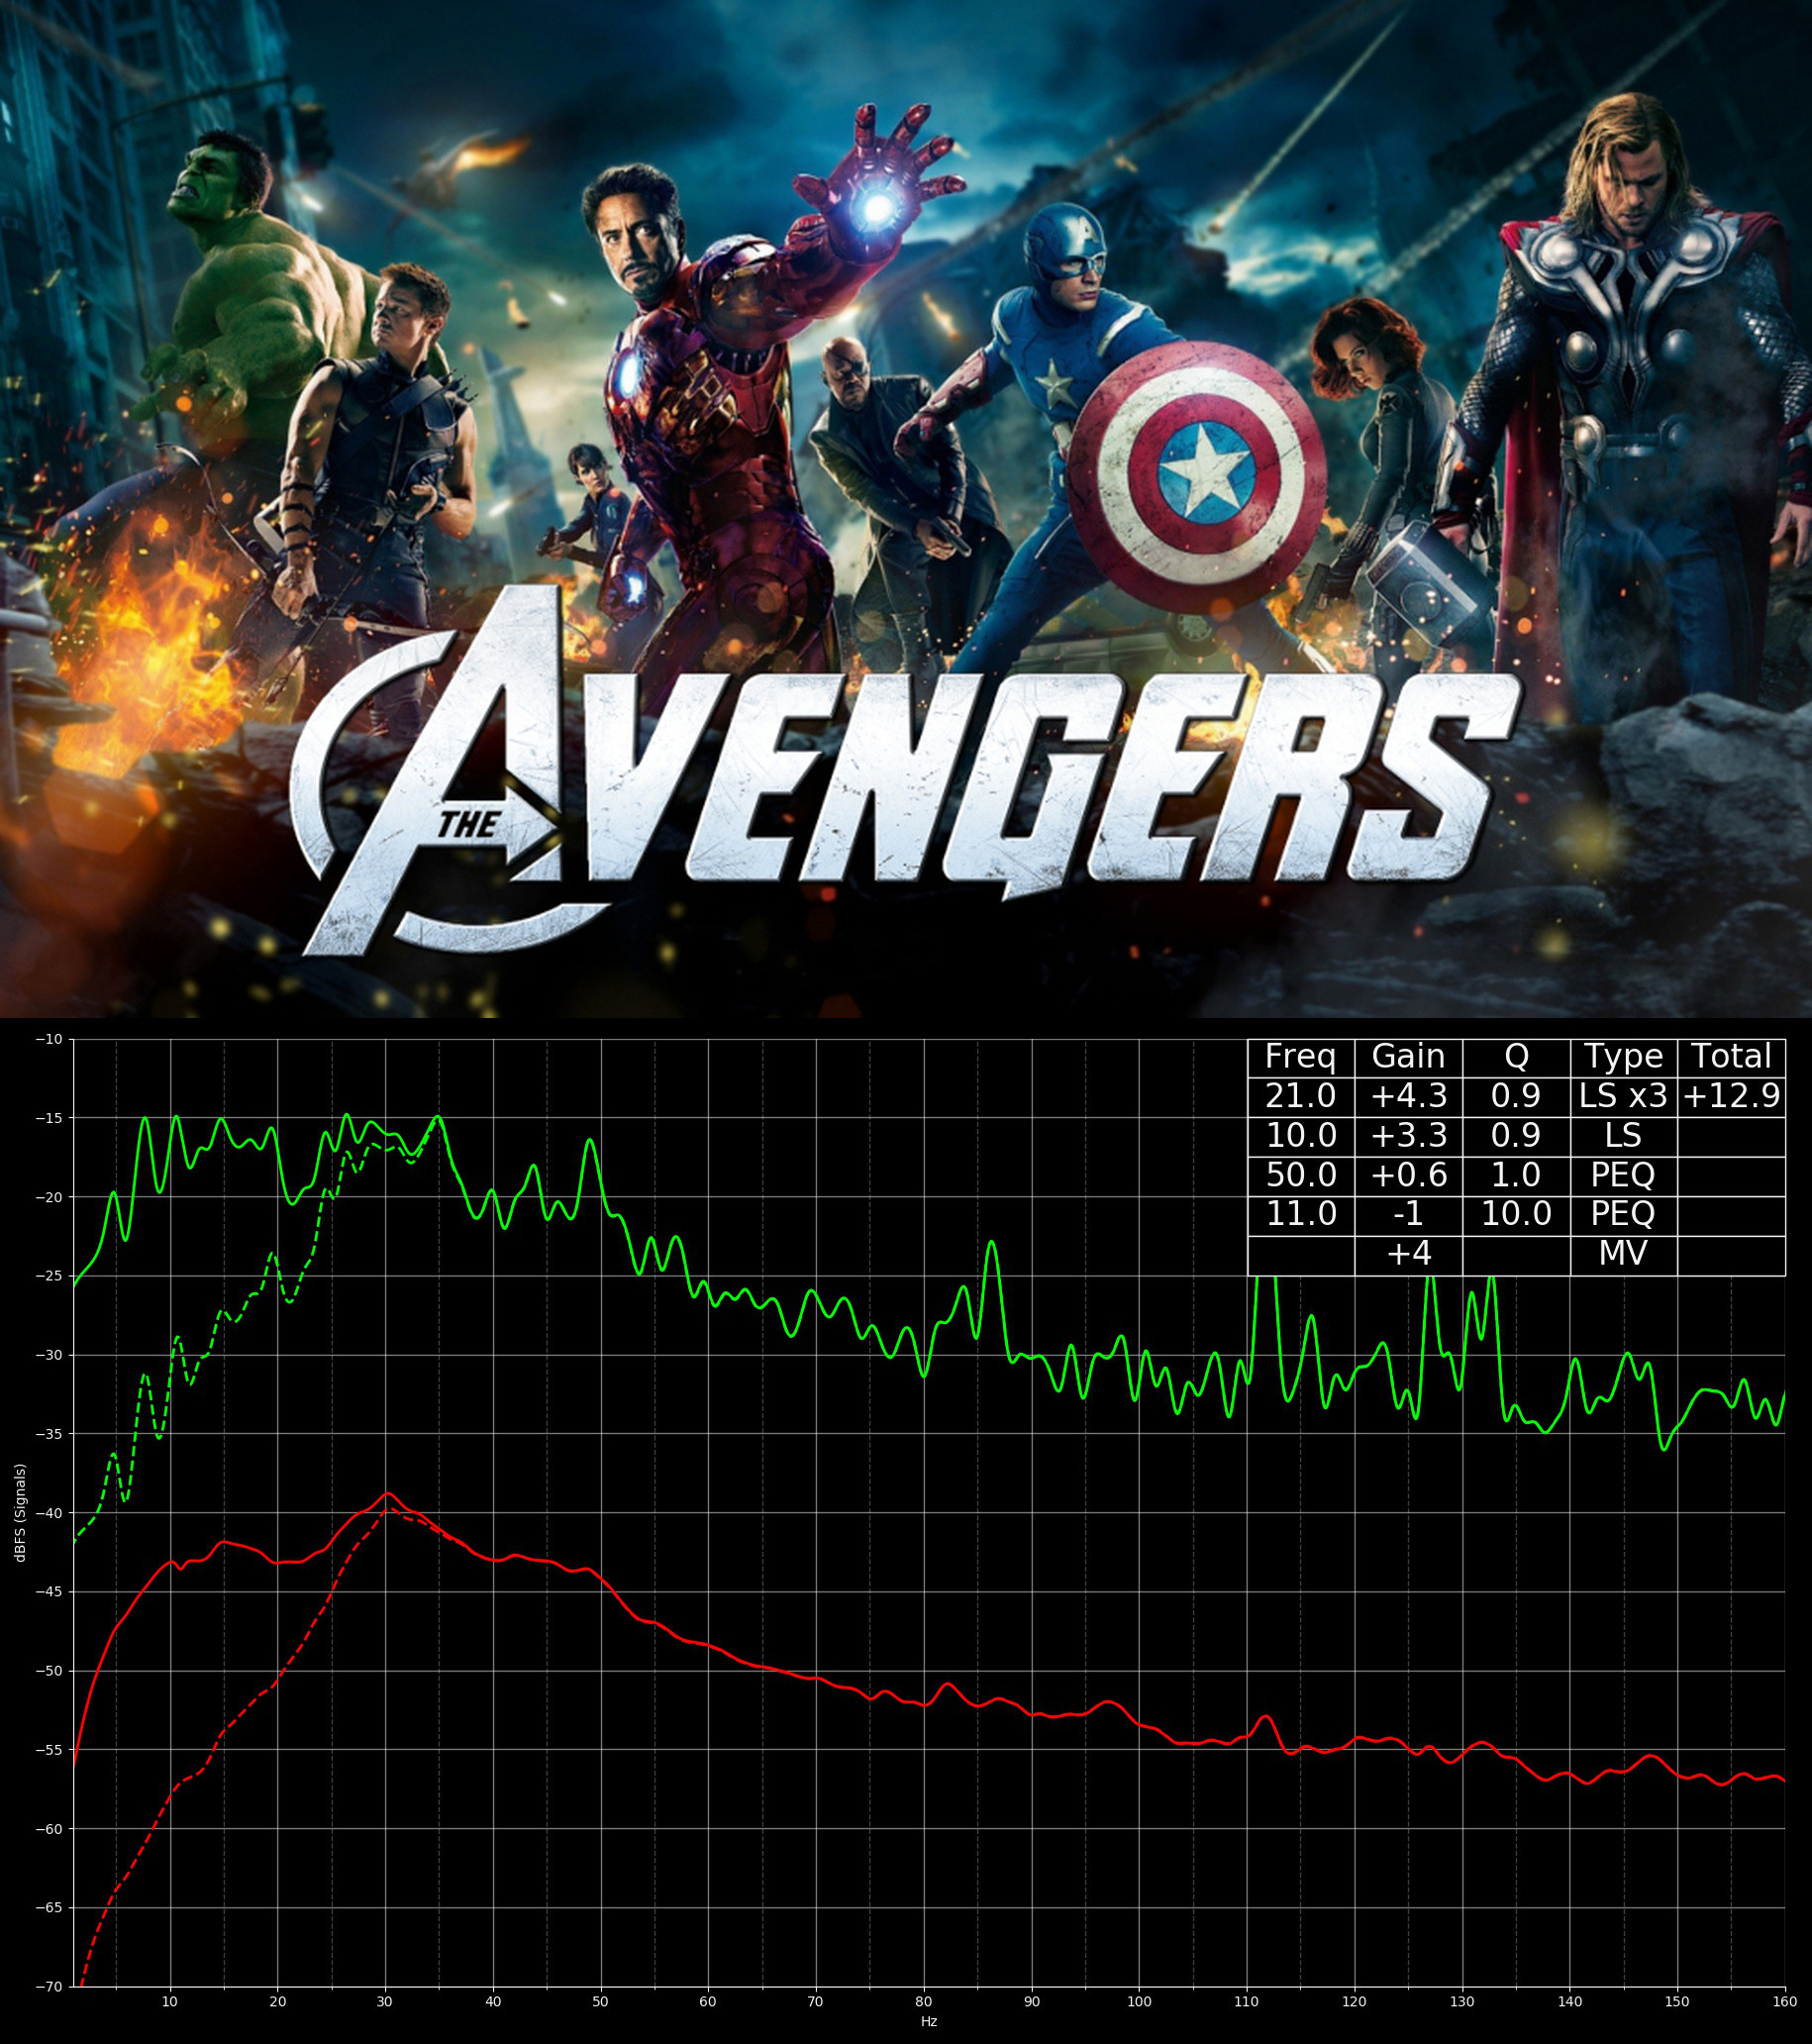 THE
AVENGERS
Freq Gain Q Type Total
21.0 +4.3 0.9 LS x3 +12.9
10.0 +3.3 0.9 LS
50.0 +0.6 1.0 PEQ
11.0 -1 10.0 PEQ
+4 MV
−10
−15
−20
−25
−30
−35
−40
−45
−50
−55
−60
−65
−70
dBFS (Signals)
10 20 30 40 50 60 70 80 90 100 110 120 130 140 150 160
Hz